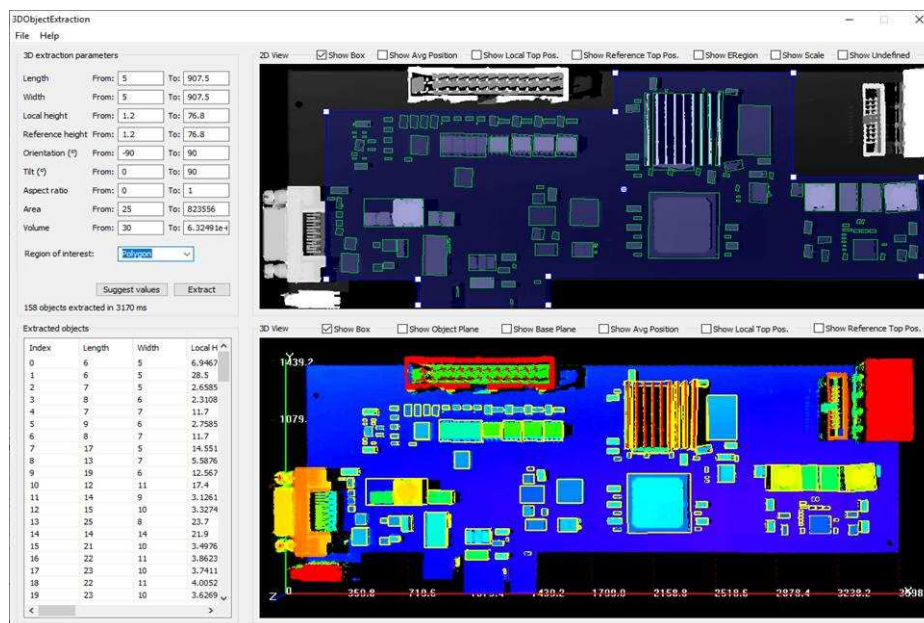 3DObjectExtraction
File Help
3D extraction parameters
Length From: 5 To: 907.5
Width From: 5 To: 907.5
Local height From: 1.2 To: 76.8
Reference height From: 1.2 To: 76.8
Orientation (º) From: -90 To: 90
Tilt (º) From: 0 To: 90
Aspect ratio From: 0 To: 1
Area From: 25 To: 823556
Volume From: 30 To: 6.32491e+
Region of interest: Polygon
Suggest values Extract
158 objects extracted in 3170 ms
Extracted objects
Index Length Width Local H
0 6 5 6.9467
1 6 5 28.5
2 7 5 2.6585
3 8 6 2.3108
4 7 7 11.7
5 9 6 2.7585
6 8 7 11.7
7 17 5 14.551
8 13 7 5.5876
9 19 6 12.567
10 12 11 17.4
11 14 9 3.1261
12 15 10 3.3274
13 25 8 23.7
14 14 14 21.9
15 21 10 3.4976
16 22 11 3.8623
17 23 10 3.7411
18 22 11 4.0052
19 23 10 3.6269
2D View Show Box Show Avg Position Show Local Top Pos. Show Reference Top Pos. Show ERegion Show Scale Show Undefined
3D View Show Box Show Object Plane Show Base Plane Show Avg Position Show Local Top Pos. Show Reference Top Pos.
Y
1439.2
1079.
Z 0 359.8 719.6 1439.2 1799.0 2158.8 2878.4 3238.2 X